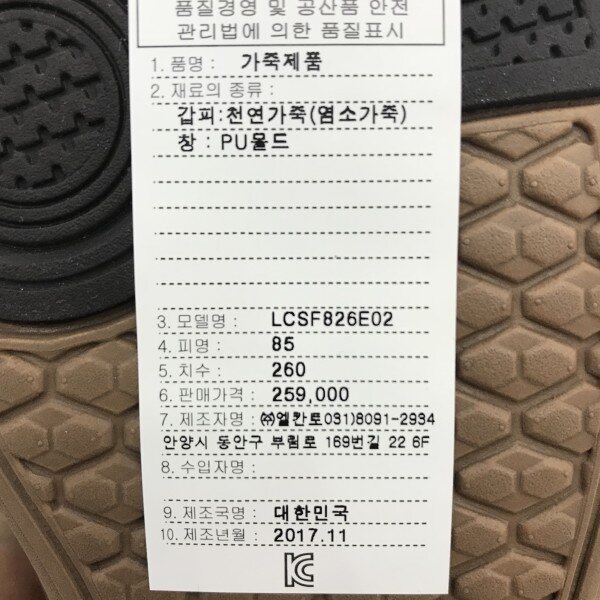 품질경영 및 공산품 안전
관리법에 의한 품질표시
1. 품명 : 가죽제품
2. 재료의 종류 :
갑피:천연가죽(염소가죽)
창 : PU몰드
3. 모델명 : LCSF826E02
4. 피명 : 85
5. 치수 : 260
6. 판매가격 : 259,000
7. 제조자명 : ㈜엘칸토031)8091-2934
안양시 동안구 부림로 169번길 22 6F
8. 수입자명 :
9. 제조국명 : 대한민국
10. 제조년월 : 2017.11
KC